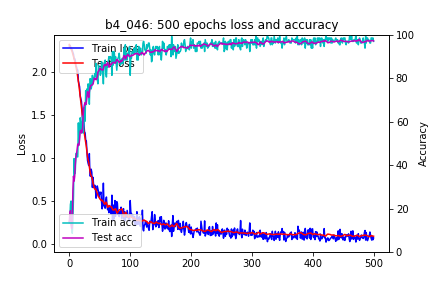 b4_046: 500 epochs loss and accuracy
Train loss
Test loss
Train acc
Test acc
Loss
2.0
1.5
1.0
0.5
0.0
Accuracy
100
80
60
40
20
0
0
100
200
300
400
500